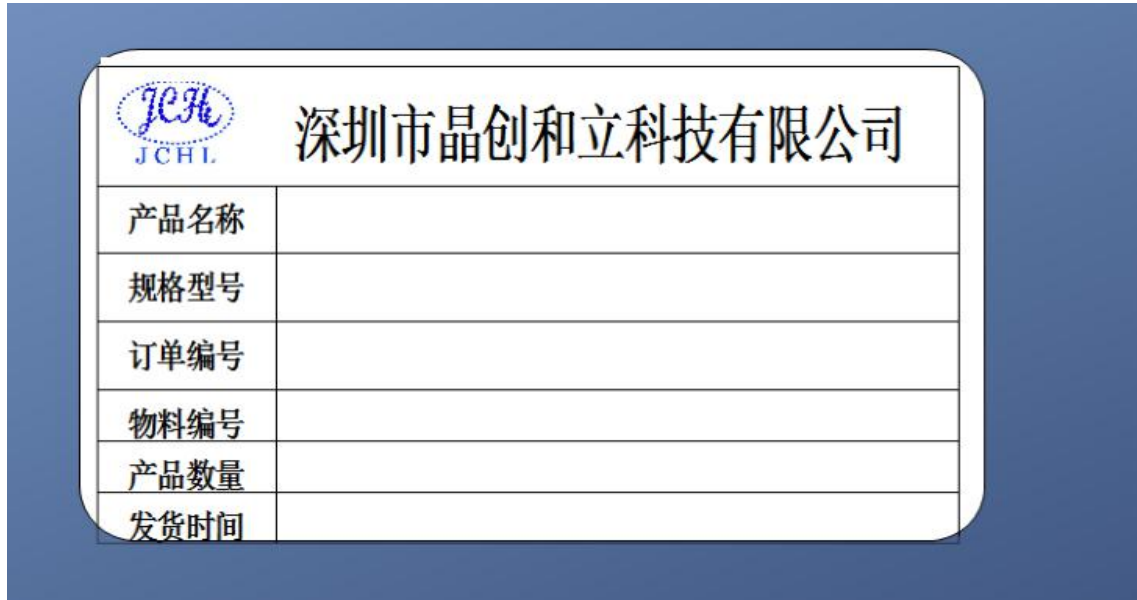 JCHL
JCHL
深圳市晶创和立科技有限公司
产品名称
规格型号
订单编号
物料编号
产品数量
发货时间